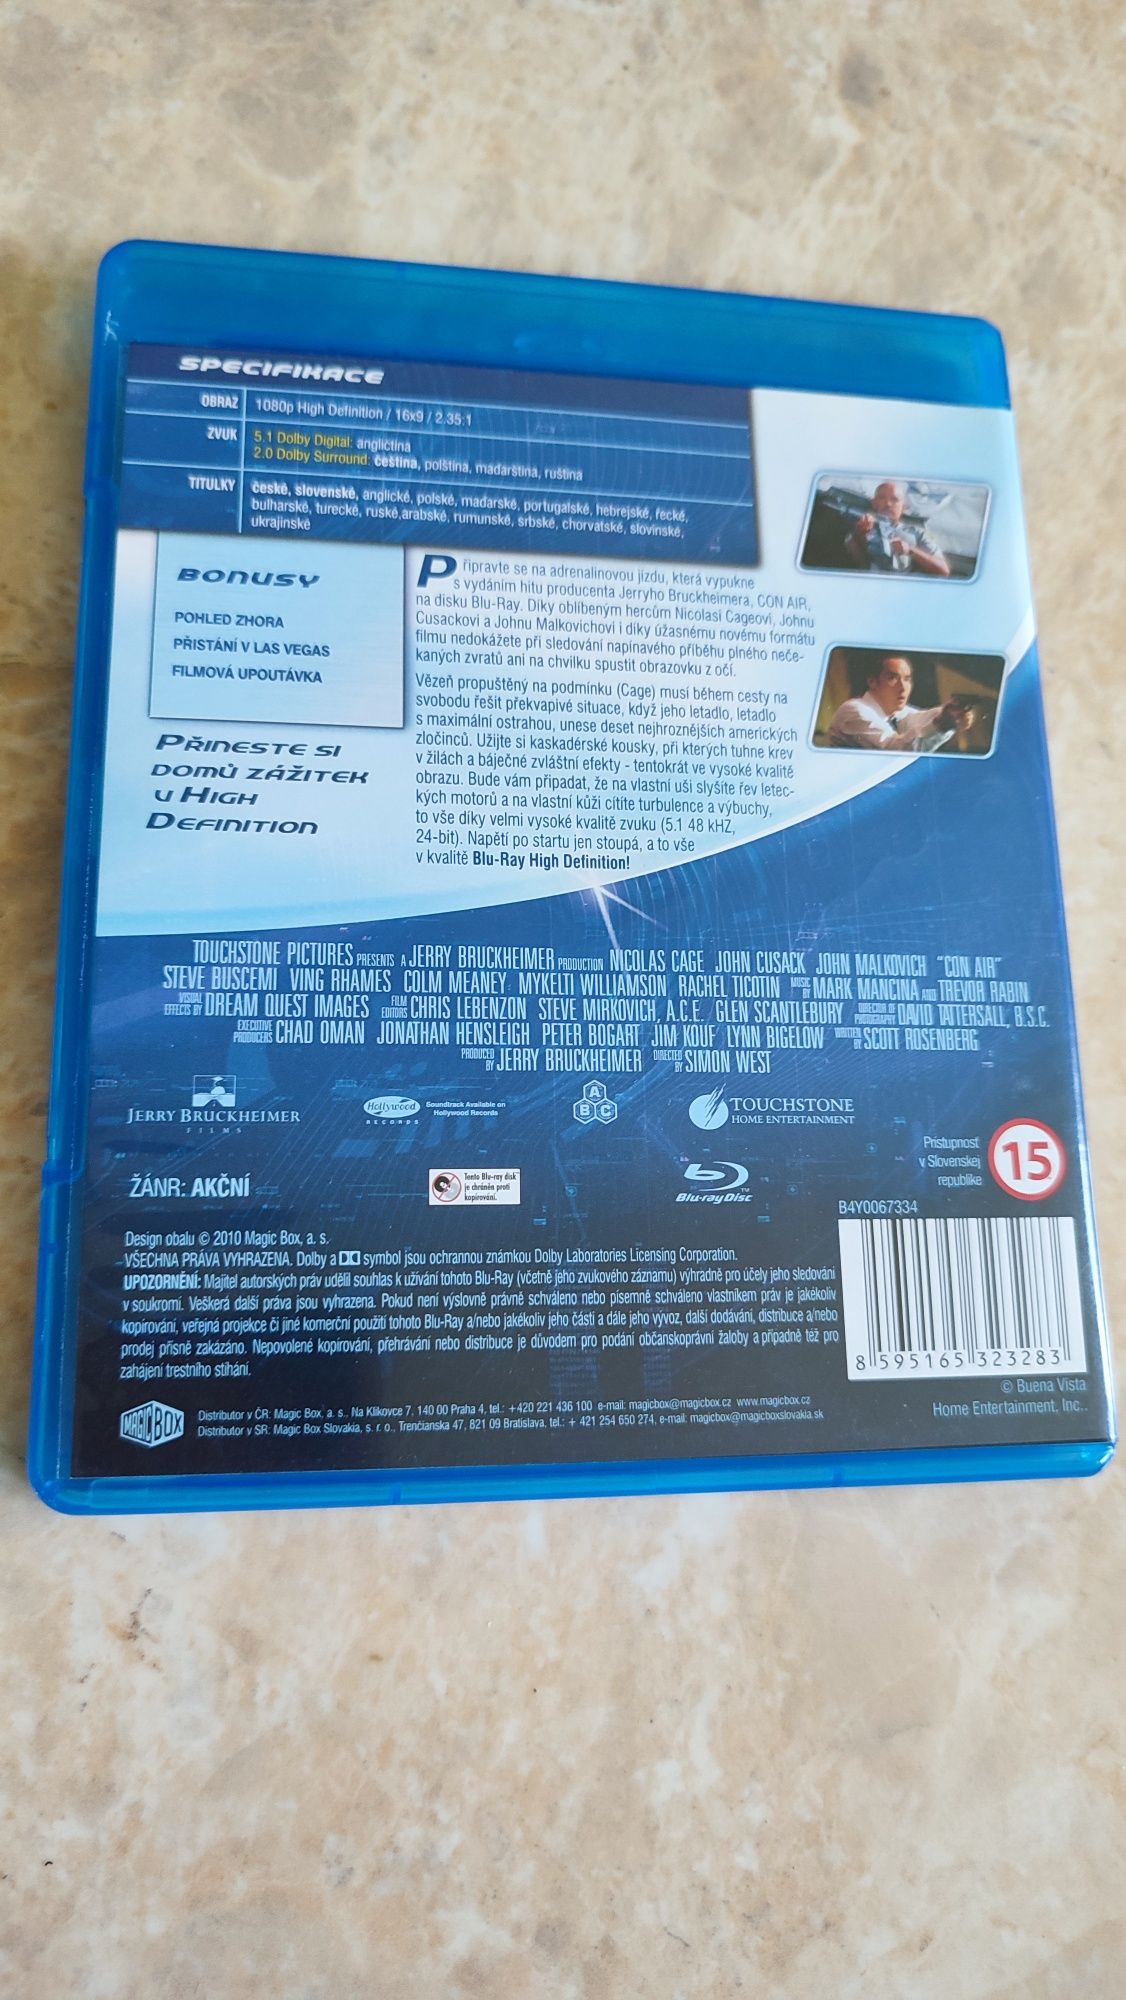 SPECIFIKACE
OBRAZ 1080p High Definition / 16x9 / 2.35:1
ZVUK 5.1 Dolby Digital: angličtina
2.0 Dolby Surround: čeština, polština, maďarština, ruština
TITULKY české, slovenské, anglické, polské, maďarské, portugalské, hebrejské, řecké,
bulharské, turecké, ruské,arabské, rumunské, srbské, chorvatské, slovinské,
ukrajinské
BONUSY
POHLED ZHORA
PŘISTÁNÍ V LAS VEGAS
FILMOVÁ UPOUTÁVKA
PŘINESTE SI
DOMŮ ZÁŽITEK
V HIGH
DEFINITION
Připravte se na adrenalinovou jízdu, která vypukne
s vydáním hitu producenta Jerryho Bruckheimera, CON AIR,
na disku Blu-Ray. Díky oblíbeným hercům Nicolasi Cageovi, Johnu
Cusackovi a Johnu Malkovichovi i díky úžasnému novému formátu
filmu nedokážete při sledování napínavého příběhu plného neče-
kaných zvratů ani na chvilku spustit obrazovku z očí.
Vězeň propuštěný na podmínku (Cage) musí během cesty na
svobodu řešit překvapivé situace, když jeho letadlo, letadlo
s maximální ostrahou, unese deset nejhroznějších amerických
zločinců. Užijte si kaskadérské kousky, při kterých tuhne krev
v žilách a báječné zvláštní efekty - tentokrát ve vysoké kvalitě
obrazu. Bude vám připadat, že na vlastní uši slyšíte řev letec-
kých motorů a na vlastní kůži cítíte turbulence a výbuchy,
to vše díky velmi vysoké kvalitě zvuku (5.1 48 kHZ,
24-bit). Napětí po startu jen stoupá, a to vše
v kvalitě Blu-Ray High Definition!
TOUCHSTONE PICTURES PRESENTS A JERRY BRUCKHEIMER PRODUCTION NICOLAS CAGE JOHN CUSACK JOHN MALKOVICH "CON AIR"
STEVE BUSCEMI VING RHAMES COLM MEANEY MYKELTI WILLIAMSON RACHEL TICOTIN MUSIC BY MARK MANCINA AND TREVOR RABIN
VISUAL EFFECTS BY DREAM QUEST IMAGES FILM EDITORS CHRIS LEBENZON STEVE MIRKOVICH, A.C.E. GLEN SCANTLEBURY DIRECTOR OF PHOTOGRAPHY DAVID TATTERSALL, B.S.C.
EXECUTIVE PRODUCERS CHAD OMAN JONATHAN HENSLEIGH PETER BOGART JIM KOUF LYNN BIGELOW WRITTEN BY SCOTT ROSENBERG
PRODUCED BY JERRY BRUCKHEIMER DIRECTED BY SIMON WEST
JERRY BRUCKHEIMER
FILMS
Hollywood
RECORDS
Soundtrack Available on
Hollywood Records
A
B C
TOUCHSTONE
HOME ENTERTAINMENT
ŽÁNR: AKČNÍ
Tento Blu-ray disk
je chráněn proti
kopírování.
Blu-ray Disc™
Prístupnosť
v Slovenskej
republike
15
B4Y0067334
Design obalu © 2010 Magic Box, a. s.
VŠECHNA PRÁVA VYHRAZENA. Dolby a symbol jsou ochrannou známkou Dolby Laboratories Licensing Corporation.
UPOZORNĚNÍ: Majitel autorských práv udělil souhlas k užívání tohoto Blu-Ray (včetně jeho zvukového záznamu) výhradně pro účely jeho sledování
v soukromí. Veškerá další práva jsou vyhrazena. Pokud není výslovně právně schváleno nebo písemně schváleno vlastníkem práv je jakékoliv
kopírování, veřejná projekce či jiné komerční použití tohoto Blu-Ray a/nebo jakékoliv jeho části a dále jeho vývoz, další dodávání, distribuce a/nebo
prodej přísně zakázáno. Nepovolené kopírování, přehrávání nebo distribuce je důvodem pro podání občanskoprávní žaloby a případně též pro
zahájení trestního stíhání.
8 595165 323283
© Buena Vista
Home Entertainment, Inc..
MAGIC BOX
Distributor v ČR: Magic Box, a. s., Na Klikovce 7, 140 00 Praha 4, tel.: +420 221 436 100 e-mail: magicbox@magicbox.cz www.magicbox.cz
Distributor v SR: Magic Box Slovakia, s. r. o., Trenčianska 47, 821 09 Bratislava, tel.: + 421 254 650 274, e-mail: magicbox@magicboxslovakia.sk